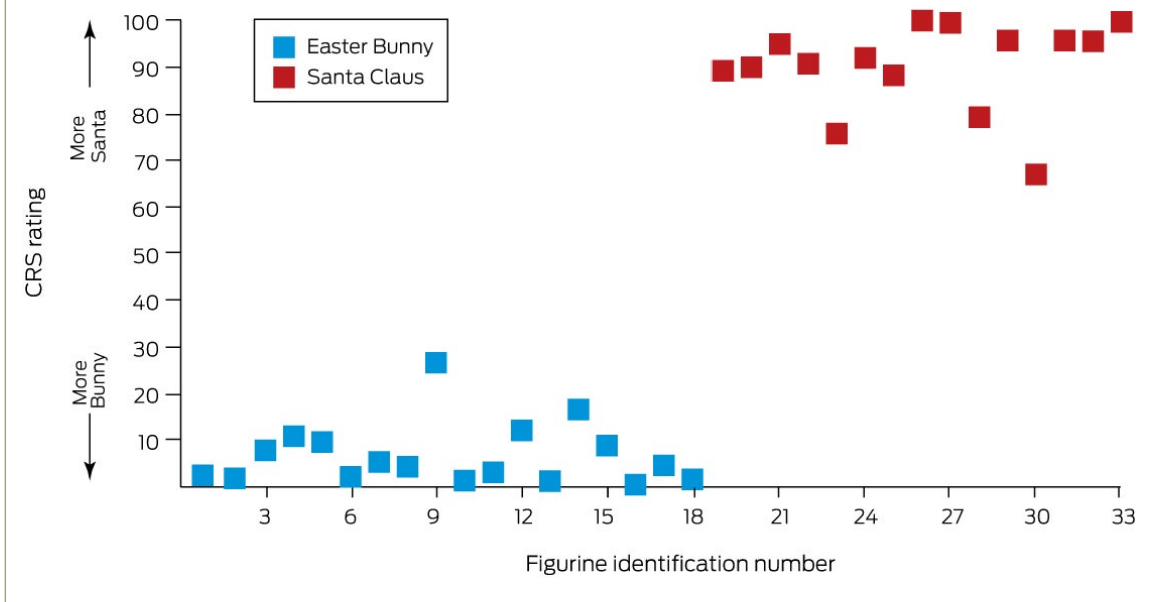 100
90
80
70
60
50
40
30
20
10
More
Santa
More
Bunny
CRS rating
Easter Bunny
Santa Claus
3 6 9 12 15 18 21 24 27 30 33
Figurine identification number